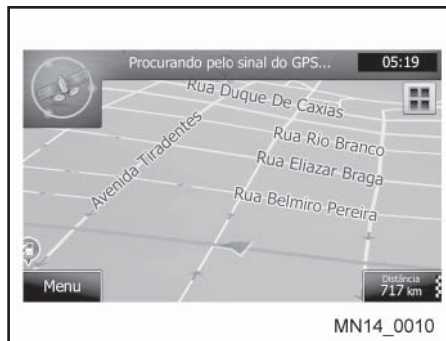 Procurando pelo sinal do GPS... 05:19
Rua Duque De Caxias
Rua Rio Branco
Avenida Tiradentes
Rua Eliazar Braga
Rua Belmiro Pereira
Menu
Distância
717 km
MN14_0010